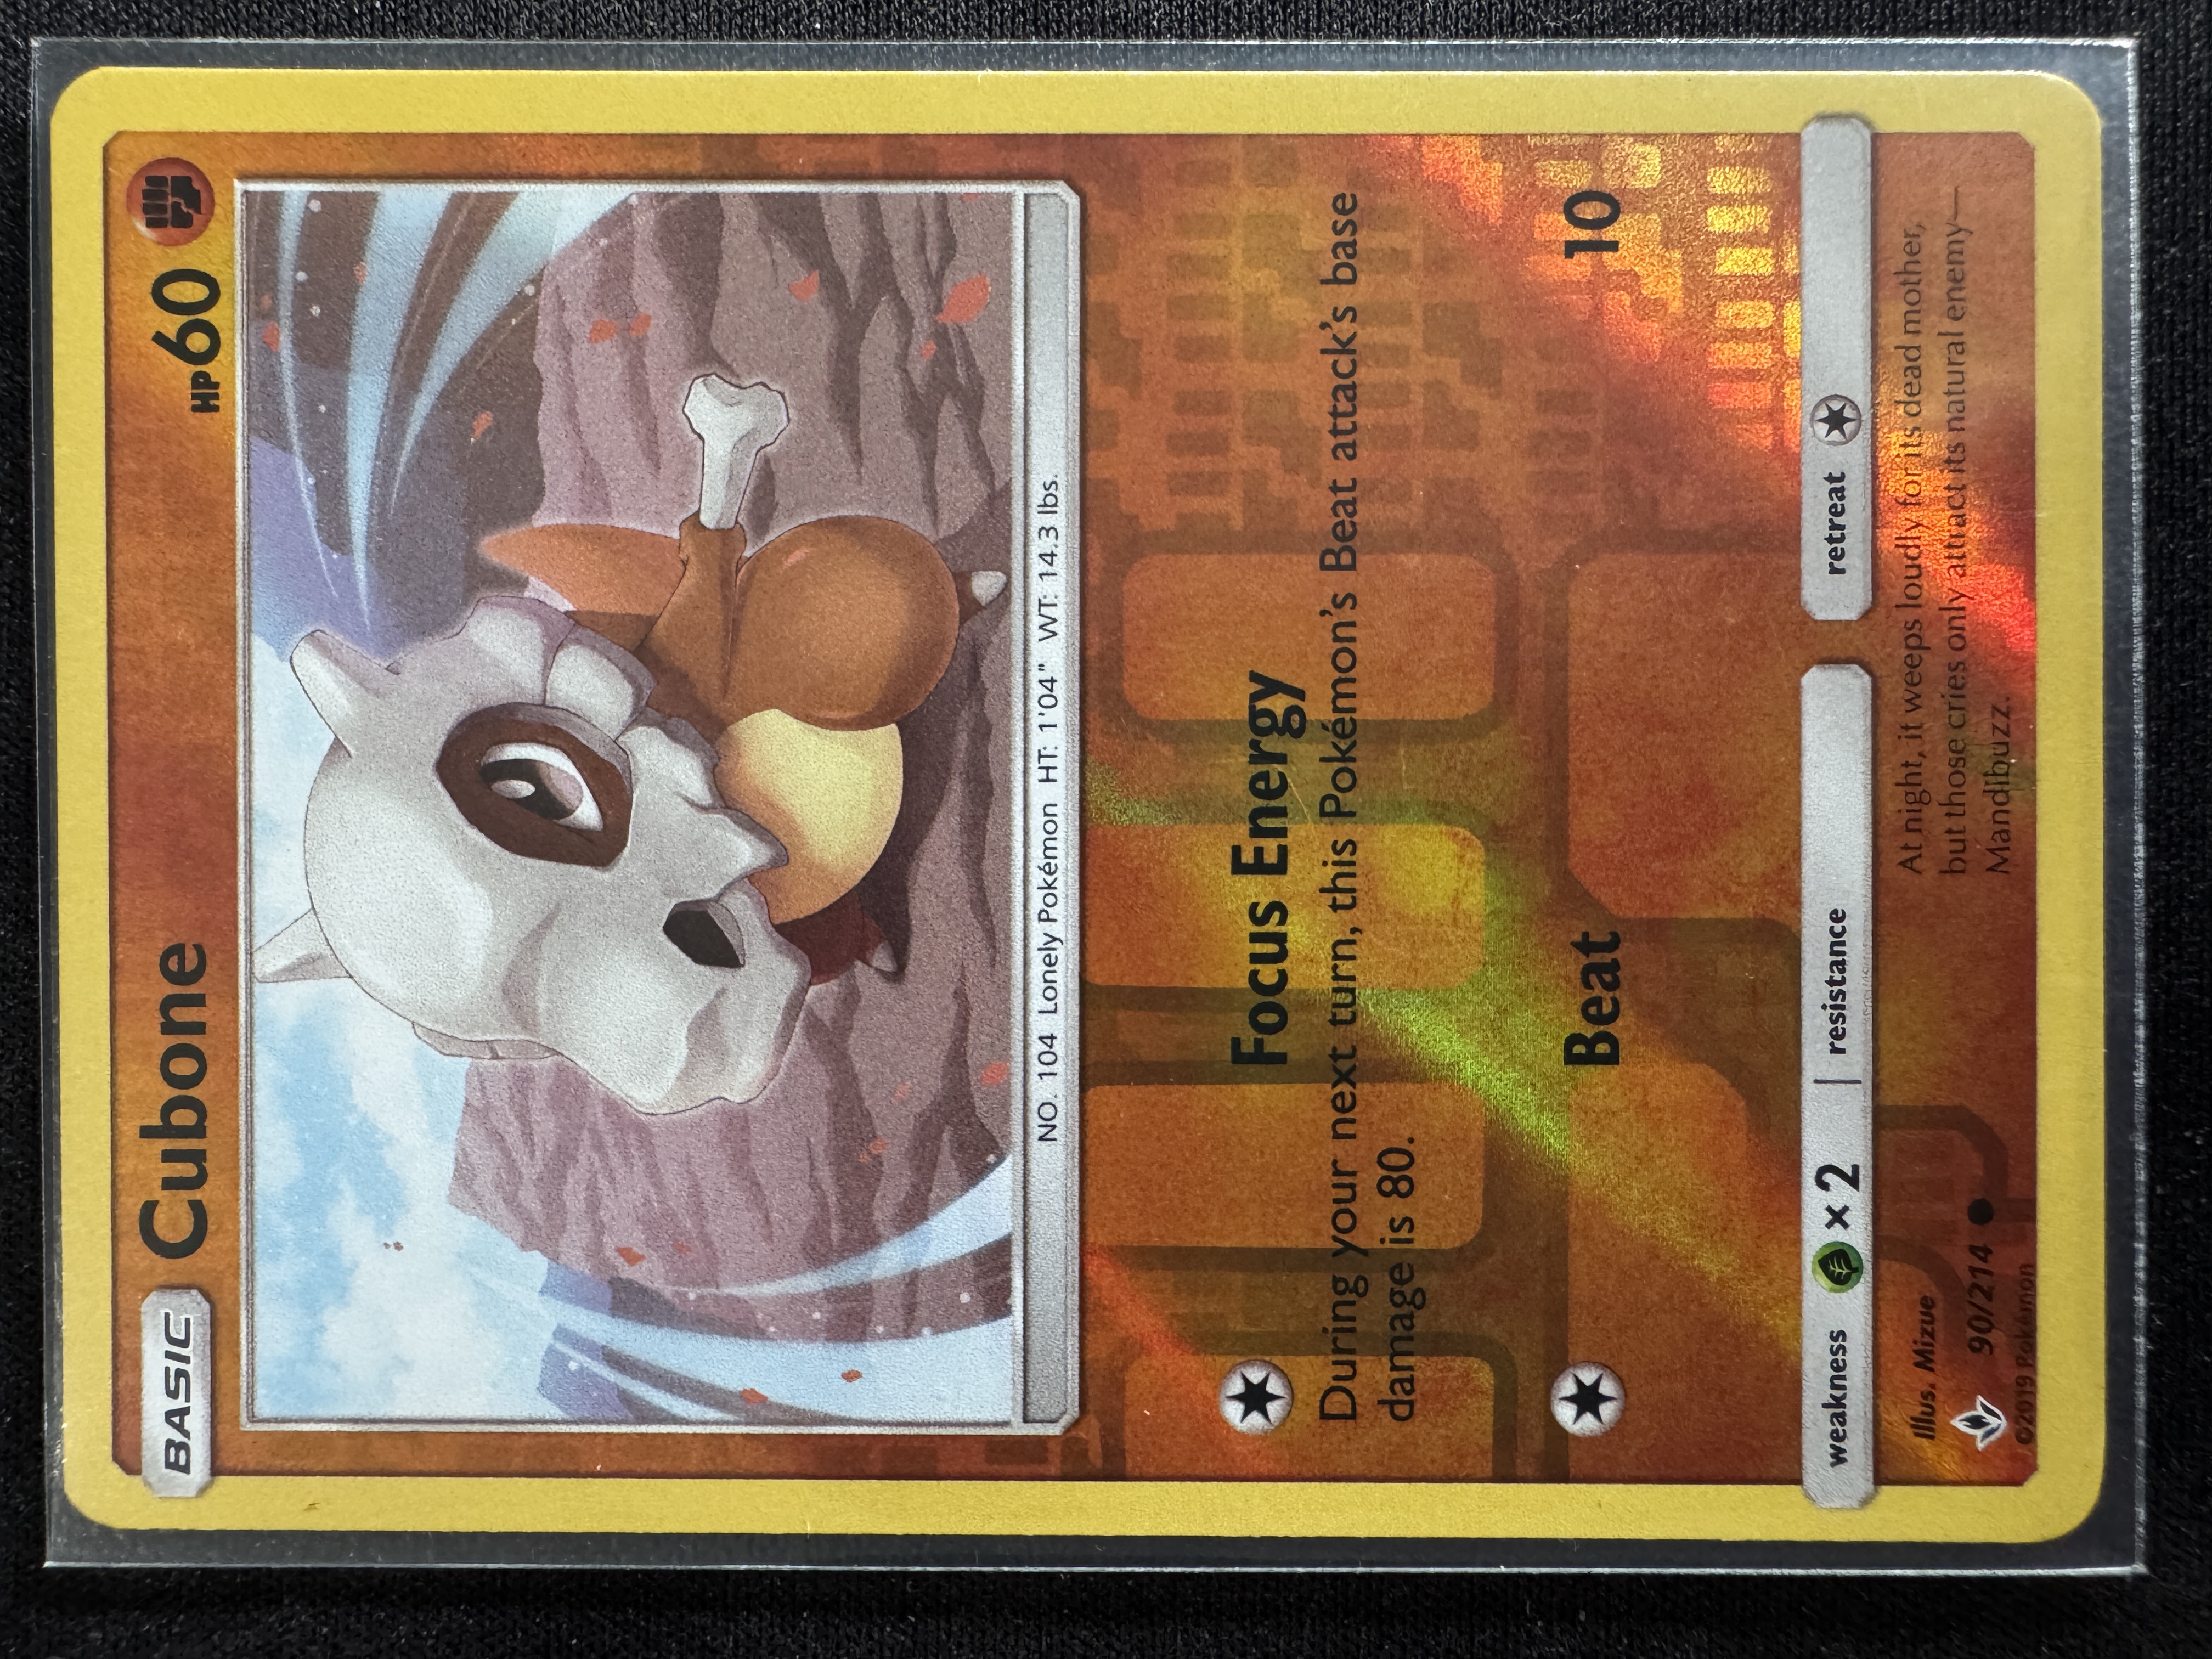 BASIC Cubone HP 60
NO. 104 Lonely Pokémon HT: 1'04" WT: 14.3 lbs.
Focus Energy
During your next turn, this Pokémon's Beat attack's base
damage is 80.
Beat 10
weakness × 2 resistance retreat
Illus. Mizue
90/214
©2019 Pokémon
At night, it weeps loudly for its dead mother,
but those cries only attract its natural enemy—
Mandibuzz.